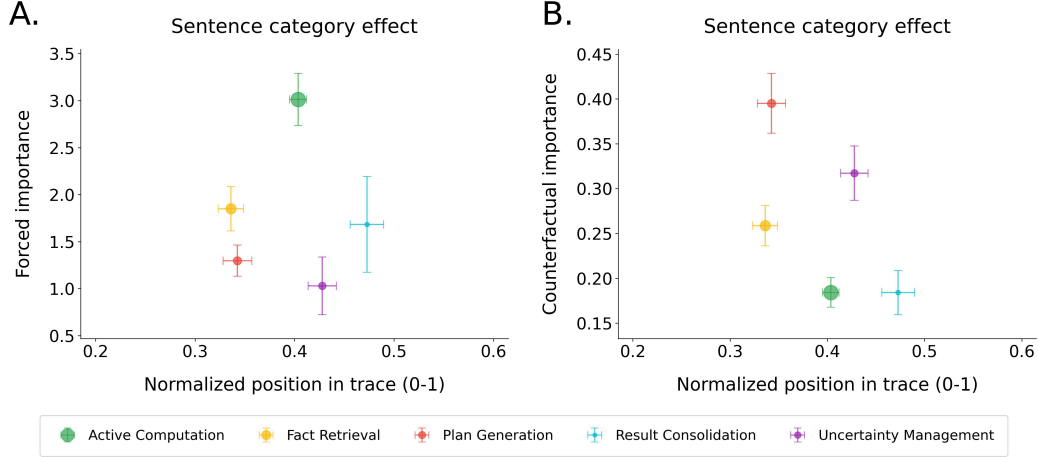 A.
Sentence category effect
Forced importance
3.5
3.0
2.5
2.0
1.5
1.0
0.5
0.2 0.3 0.4 0.5 0.6
Normalized position in trace (0-1)
B.
Sentence category effect
Counterfactual importance
0.45
0.40
0.35
0.30
0.25
0.20
0.15
0.2 0.3 0.4 0.5 0.6
Normalized position in trace (0-1)
Active Computation Fact Retrieval Plan Generation Result Consolidation Uncertainty Management